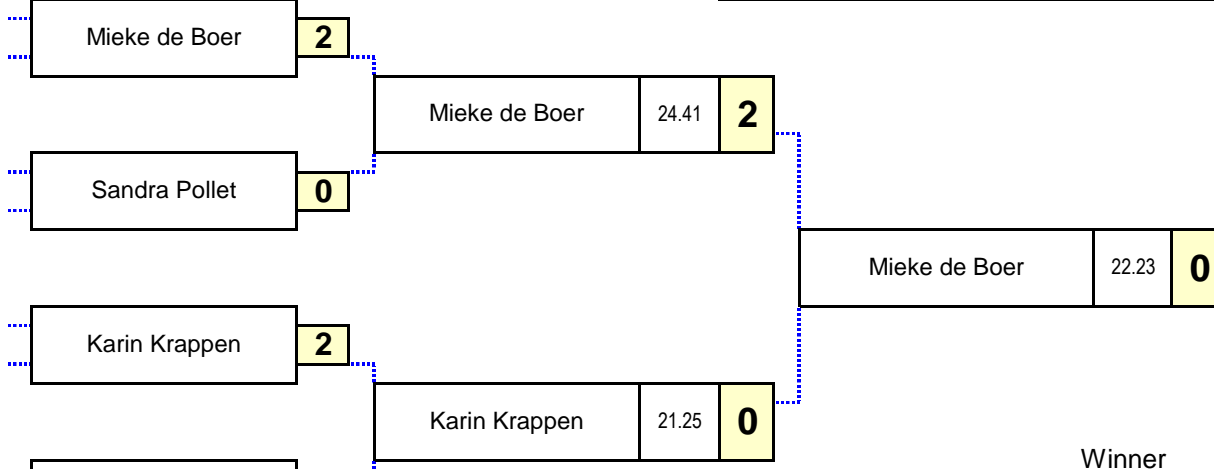 Mieke de Boer 2
Mieke de Boer 24.41 2
Sandra Pollet 0
Mieke de Boer 22.23 0
Karin Krappen 2
Karin Krappen 21.25 0
Winner